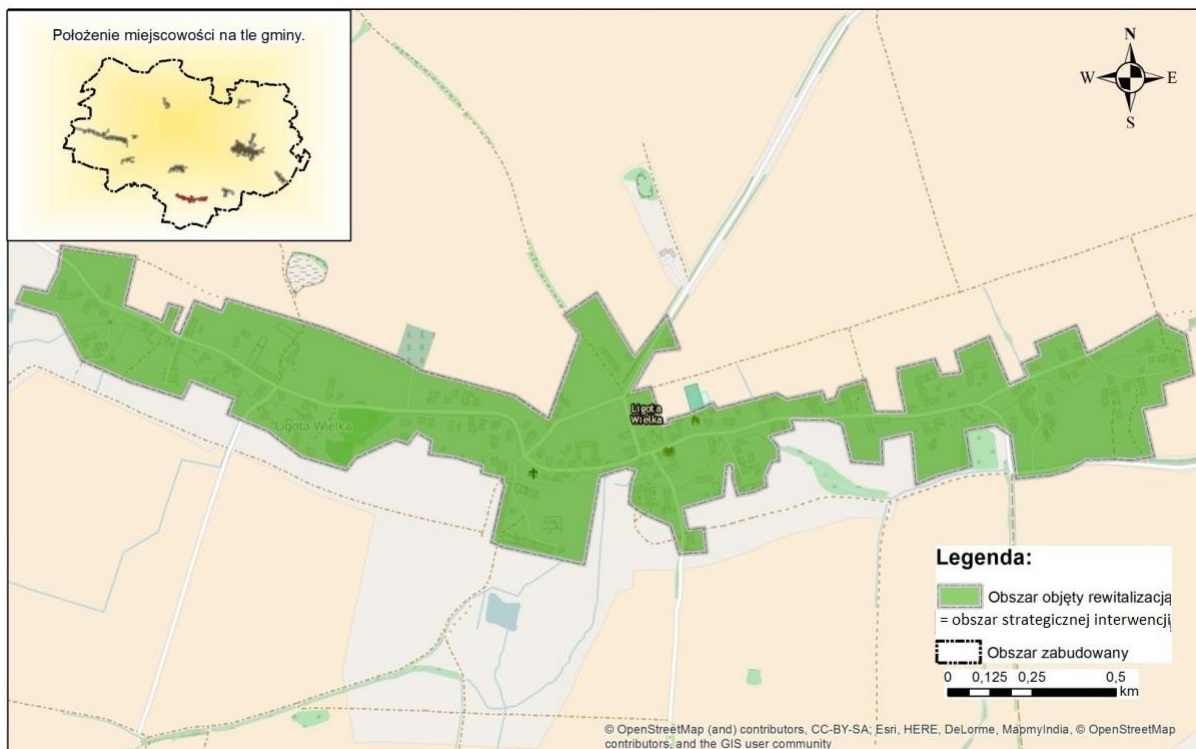 Położenie miejscowości na tle gminy.
N
W E
S
Ligota
Wielka
Ligota Wielka
Legenda:
Obszar objęty rewitalizacją
= obszar strategicznej interwencji
Obszar zabudowany
0 0,125 0,25 0,5
km
© OpenStreetMap (and) contributors, CC-BY-SA; Esri, HERE, DeLorme, MapmyIndia, © OpenStreetMap
contributors, and the GIS user community